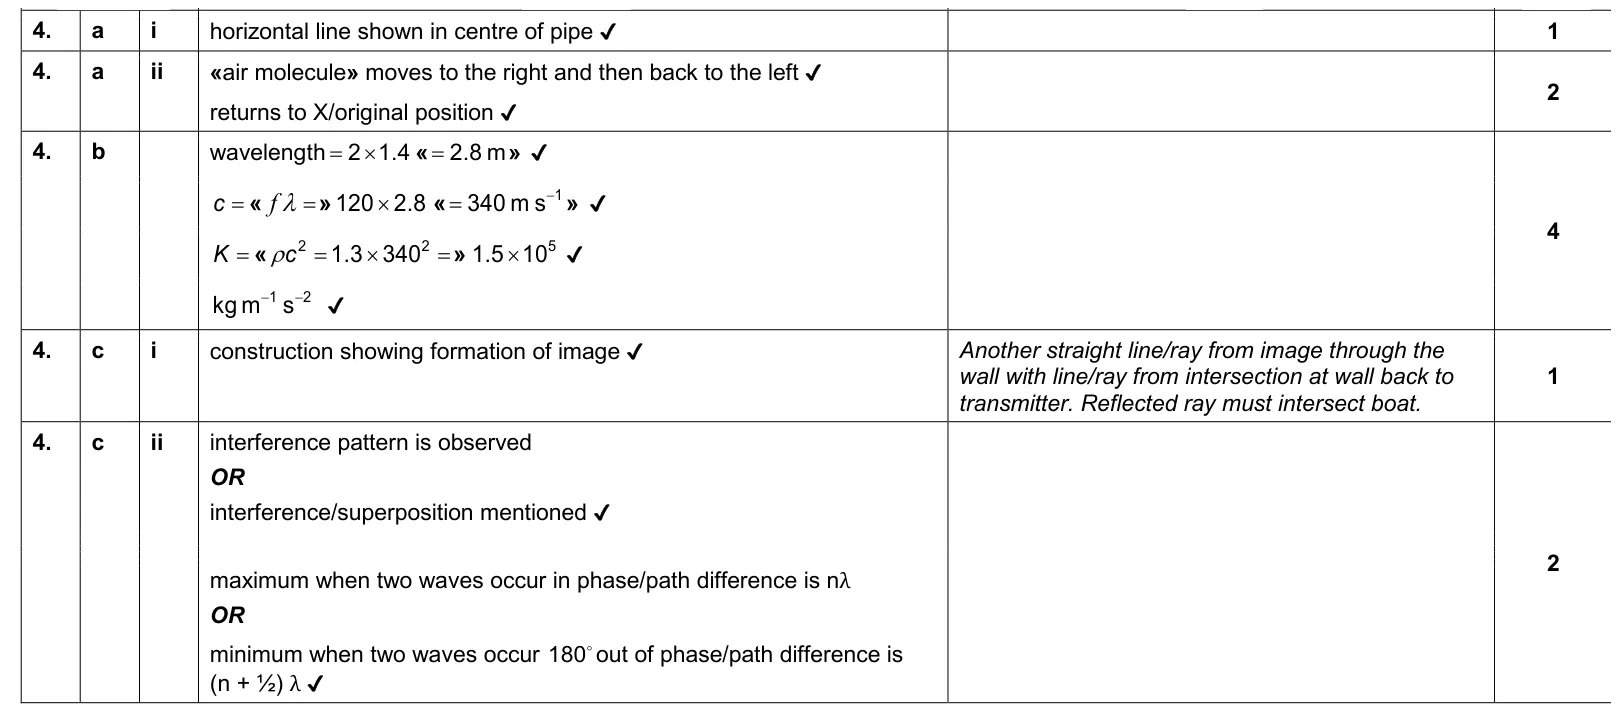 4. a i horizontal line shown in centre of pipe ✓ 1
4. a ii «air molecule» moves to the right and then back to the left ✓
returns to X/original position ✓
2
4. b wavelength = 2 × 1.4 «= 2.8 m» ✓
c = « f λ =» 120 × 2.8 «= 340 m s⁻¹» ✓
K = « ρc² = 1.3 × 340² =» 1.5 × 10⁵ ✓
kg m⁻¹ s⁻² ✓
4
4. c i construction showing formation of image ✓
Another straight line/ray from image through the
wall with line/ray from intersection at wall back to
transmitter. Reflected ray must intersect boat.
1
4. c ii interference pattern is observed
OR
interference/superposition mentioned ✓
maximum when two waves occur in phase/path difference is nλ
OR
minimum when two waves occur 180° out of phase/path difference is
(n + ½) λ ✓
2